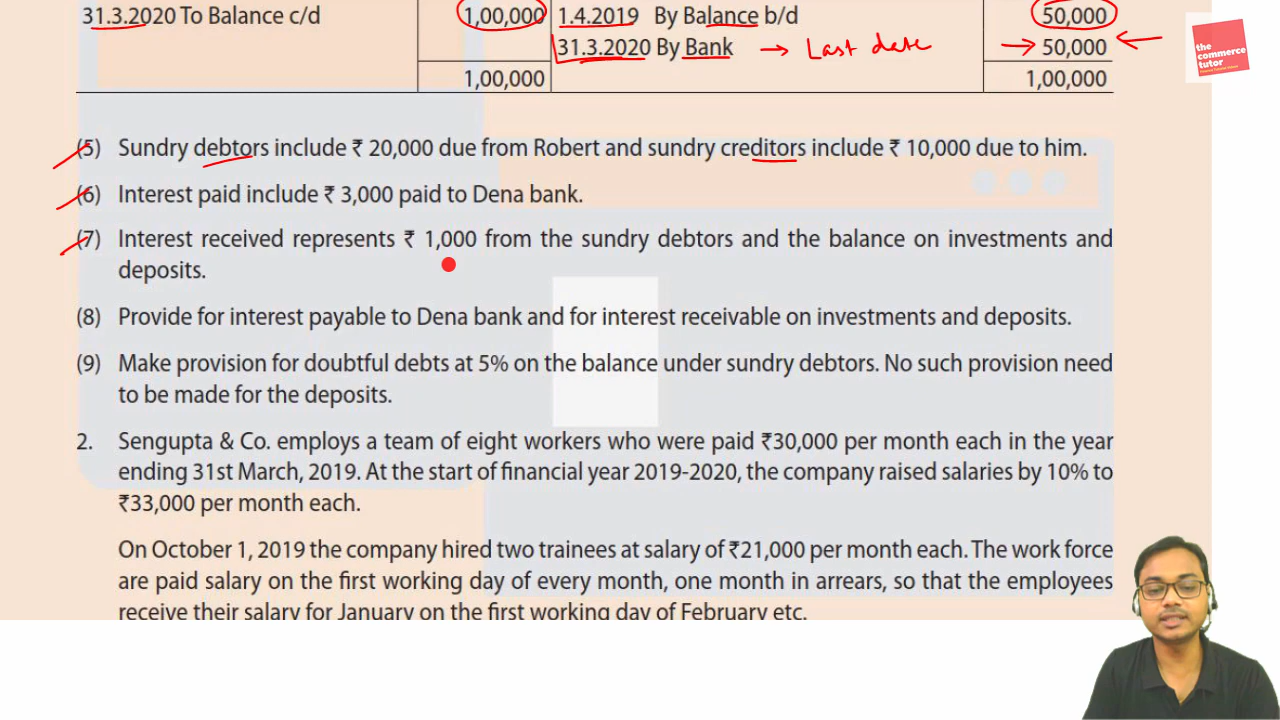 31.3.2020 To Balance c/d 1,00,000 1.4.2019 By Balance b/d 50,000
31.3.2020 By Bank → Last date → 50,000 ←
1,00,000 1,00,000
the commerce tutor
(5) Sundry debtors include ₹ 20,000 due from Robert and sundry creditors include ₹ 10,000 due to him.
(6) Interest paid include ₹ 3,000 paid to Dena bank.
(7) Interest received represents ₹ 1,000 from the sundry debtors and the balance on investments and
deposits.
(8) Provide for interest payable to Dena bank and for interest receivable on investments and deposits.
(9) Make provision for doubtful debts at 5% on the balance under sundry debtors. No such provision need
to be made for the deposits.
2. Sengupta & Co. employs a team of eight workers who were paid ₹30,000 per month each in the year
ending 31st March, 2019. At the start of financial year 2019-2020, the company raised salaries by 10% to
₹33,000 per month each.
On October 1, 2019 the company hired two trainees at salary of ₹21,000 per month each. The work force
are paid salary on the first working day of every month, one month in arrears, so that the employees
receive their salary for January on the first working day of February etc.